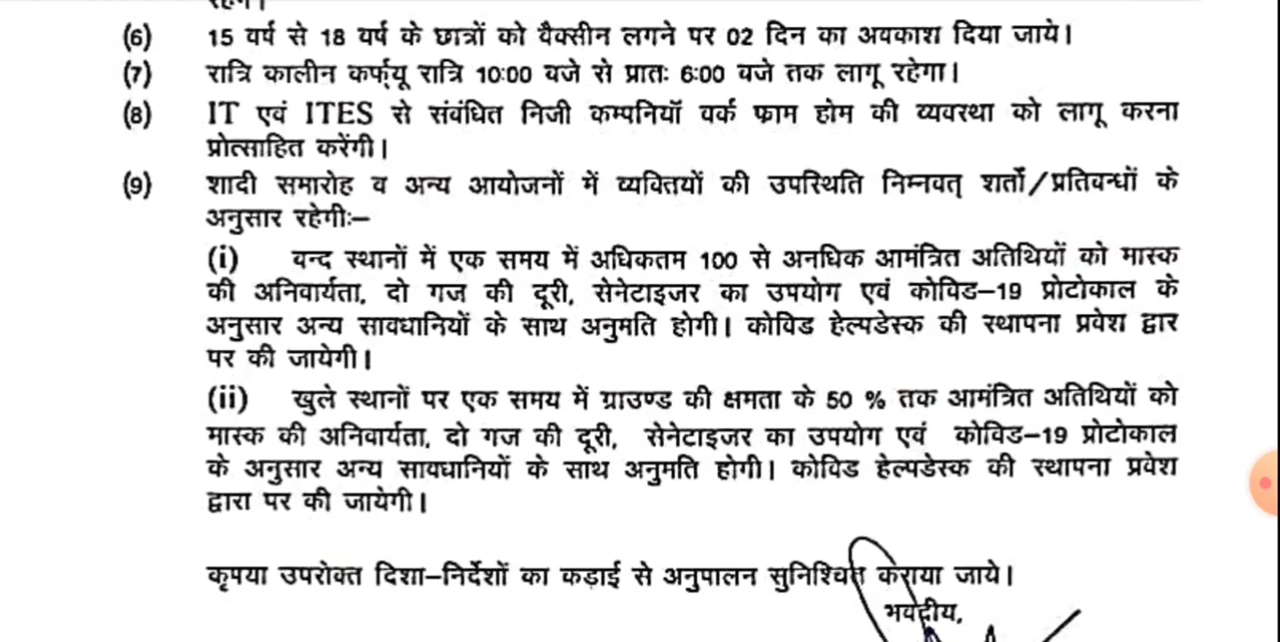 रहेंगे।
(6) 15 वर्ष से 18 वर्ष के छात्रों को वैक्सीन लगने पर 02 दिन का अवकाश दिया जाये।
(7) रात्रि कालीन कर्फ्यू रात्रि 10:00 बजे से प्रातः 6:00 बजे तक लागू रहेगा।
(8) IT एवं ITES से संबंधित निजी कम्पनियॉ वर्क फ्राम होम की व्यवस्था को लागू करना
प्रोत्साहित करेंगी।
(9) शादी समारोह व अन्य आयोजनों में व्यक्तियों की उपस्थिति निम्नवत् शर्तों/प्रतिबन्धों के
अनुसार रहेगीः–
(i) बन्द स्थानों में एक समय में अधिकतम 100 से अनधिक आमंत्रित अतिथियों को मास्क
की अनिवार्यता, दो गज की दूरी, सेनेटाइजर का उपयोग एवं कोविड–19 प्रोटोकाल के
अनुसार अन्य सावधानियों के साथ अनुमति होगी। कोविड हेल्पडेस्क की स्थापना प्रवेश द्वार
पर की जायेगी।
(ii) खुले स्थानों पर एक समय में ग्राउण्ड की क्षमता के 50 % तक आमंत्रित अतिथियों को
मास्क की अनिवार्यता, दो गज की दूरी, सेनेटाइजर का उपयोग एवं कोविड–19 प्रोटोकाल
के अनुसार अन्य सावधानियों के साथ अनुमति होगी। कोविड हेल्पडेस्क की स्थापना प्रवेश
द्वारा पर की जायेगी।
कृपया उपरोक्त दिशा–निर्देशों का कड़ाई से अनुपालन सुनिश्चित कराया जाये।
भवदीय,